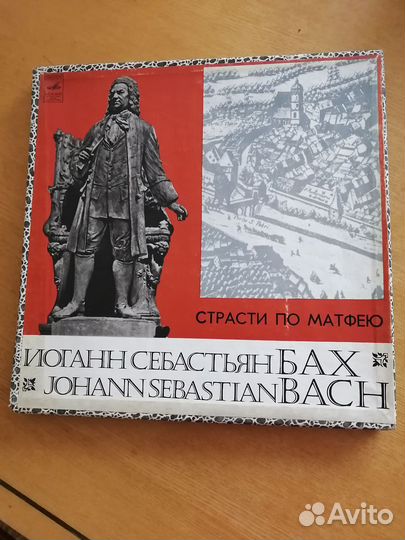 СТРАСТИ ПО МАТФЕЮ
ИОГАНН СЕБАСТЬЯН БАХ
JOHANN SEBASTIAN BACH
Avito